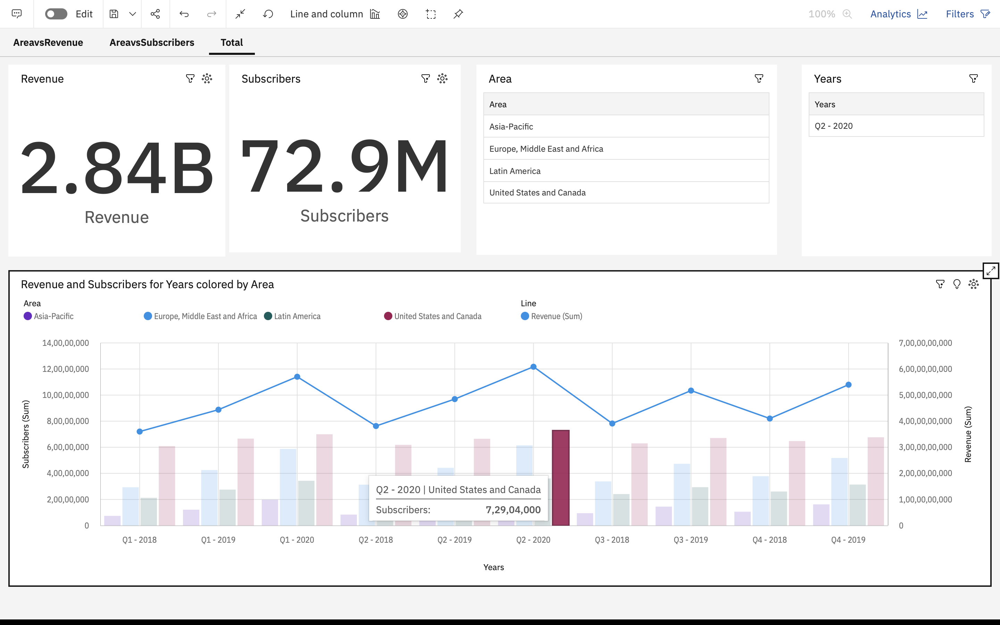 Edit
Line and column
100%
Analytics
Filters
AreavsRevenue
AreavsSubscribers
Total
Revenue
2.84B
Revenue
Subscribers
72.9M
Subscribers
Area
Area
Asia-Pacific
Europe, Middle East and Africa
Latin America
United States and Canada
Years
Years
Q2 - 2020
Revenue and Subscribers for Years colored by Area
Area
Asia-Pacific
Europe, Middle East and Africa
Latin America
United States and Canada
Line
Revenue (Sum)
Subscribers (Sum)
14,00,00,000
12,00,00,000
10,00,00,000
8,00,00,000
6,00,00,000
4,00,00,000
2,00,00,000
0
7,00,00,00,000
6,00,00,00,000
5,00,00,00,000
4,00,00,00,000
3,00,00,00,000
2,00,00,00,000
1,00,00,00,000
0
Revenue (Sum)
Q2 - 2020 | United States and Canada
Subscribers: 7,29,04,000
Q1 - 2018
Q1 - 2019
Q1 - 2020
Q2 - 2018
Q2 - 2019
Q2 - 2020
Q3 - 2018
Q3 - 2019
Q4 - 2018
Q4 - 2019
Years